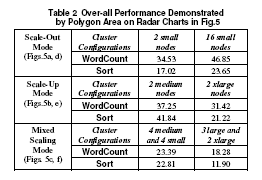 Table 2 Over-all Performance Demonstrated
by Polygon Area on Radar Charts in Fig.5
Scale-Out Mode (Figs.5a, d) Cluster Configurations 2 small nodes 16 small nodes
WordCount 34.53 46.85
Sort 17.02 23.65
Scale-Up Mode (Figs.5b, e) Cluster Configurations 2 medium nodes 2 xlarge nodes
WordCount 37.25 31.42
Sort 41.84 21.22
Mixed Scaling Mode (Figs. 5c, f) Cluster Configurations 4 medium and 4 small 3 large and 2 xlarge
WordCount 23.39 18.28
Sort 22.81 11.90